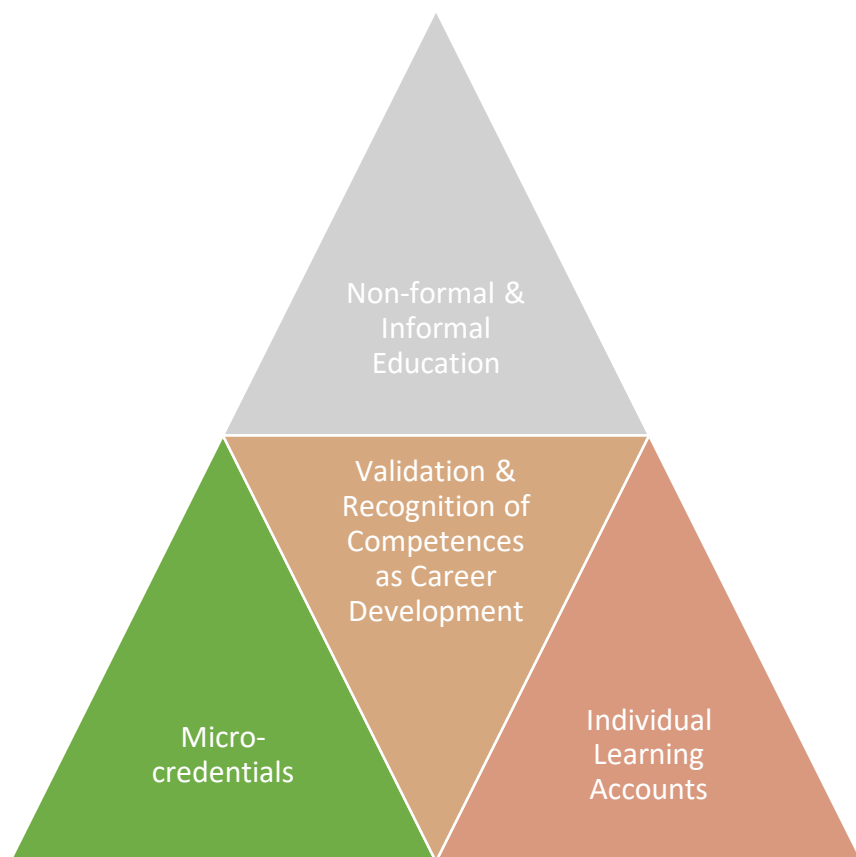 Non-formal &
Informal
Education
Validation &
Recognition of
Competences
as Career
Development
Micro-
credentials
Individual
Learning
Accounts